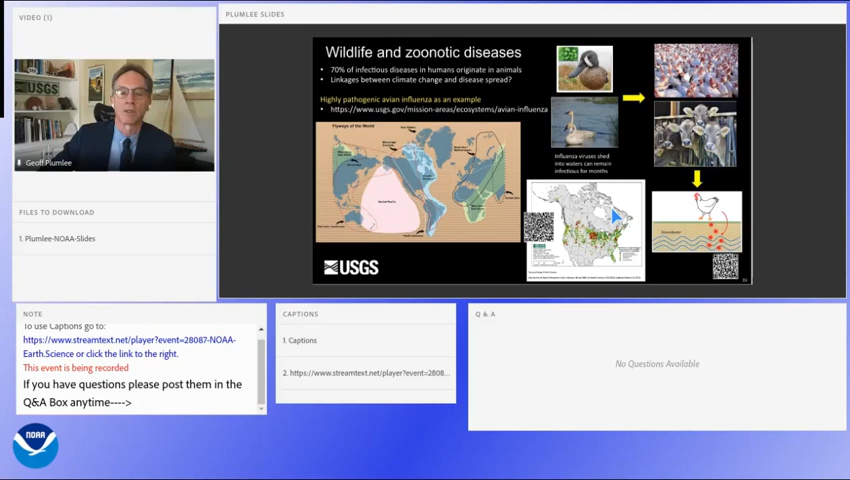 VIDEO (1)
USGS
Geoff Plumlee
FILES TO DOWNLOAD
1. Plumlee-NOAA-Slides
PLUMLEE SLIDES
Wildlife and zoonotic diseases
• 70% of infectious diseases in humans originate in animals
• Linkages between climate change and disease spread?
Highly pathogenic avian influenza as an example
• https://www.usgs.gov/mission-areas/ecosystems/avian-influenza
Flyways of the World
Influenza viruses shed
into waters can remain
infectious for months
Groundwater
USGS
NOTE
To use Captions go to:
https://www.streamtext.net/player?event=28087-NOAA-
Earth.Science or click the link to the right.
This event is being recorded
If you have questions please post them in the
Q&A Box anytime---->
CAPTIONS
1. Captions
2. https://www.streamtext.net/player?event=2808...
Q & A
No Questions Available
NOAA